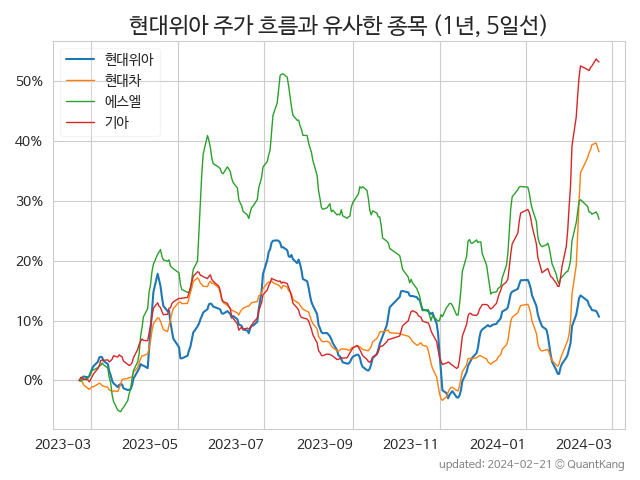 현대위아 주가 흐름과 유사한 종목 (1년, 5일선)
현대위아
현대차
에스엘
기아
50%
40%
30%
20%
10%
0%
2023-03 2023-05 2023-07 2023-09 2023-11 2024-01 2024-03
updated: 2024-02-21 © QuantKang